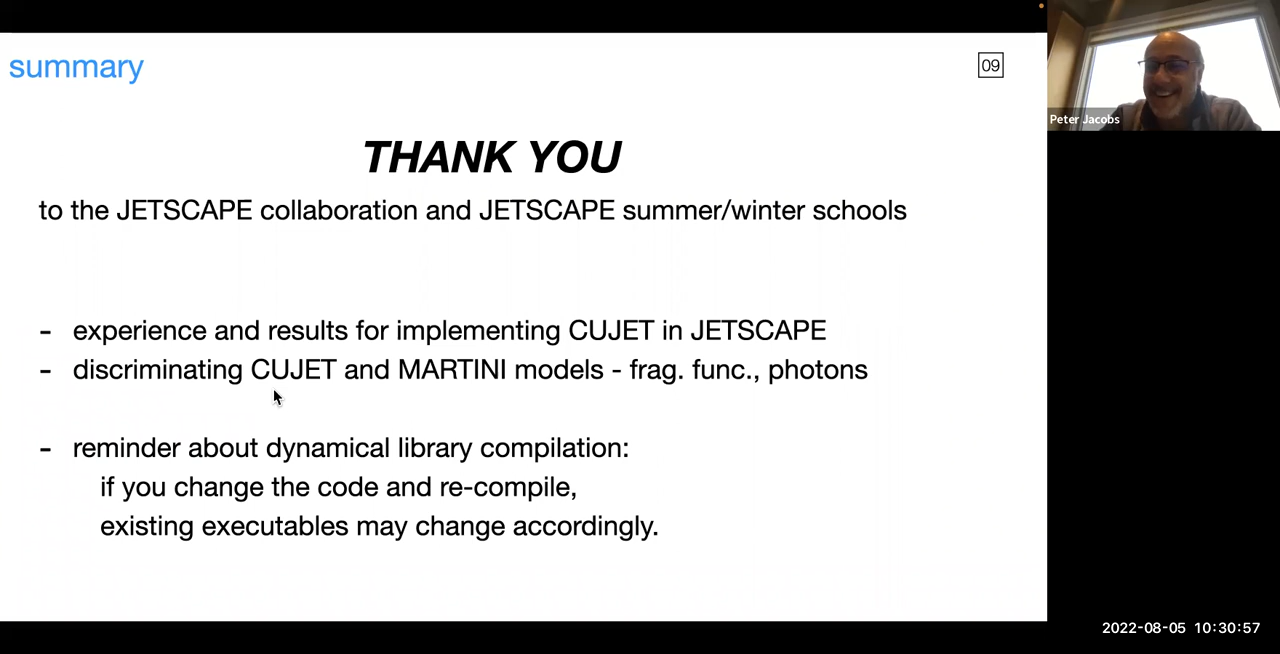 summary
09
Peter Jacobs
THANK YOU
to the JETSCAPE collaboration and JETSCAPE summer/winter schools
- experience and results for implementing CUJET in JETSCAPE
- discriminating CUJET and MARTINI models - frag. func., photons
- reminder about dynamical library compilation:
if you change the code and re-compile,
existing executables may change accordingly.
2022-08-05 10:30:57